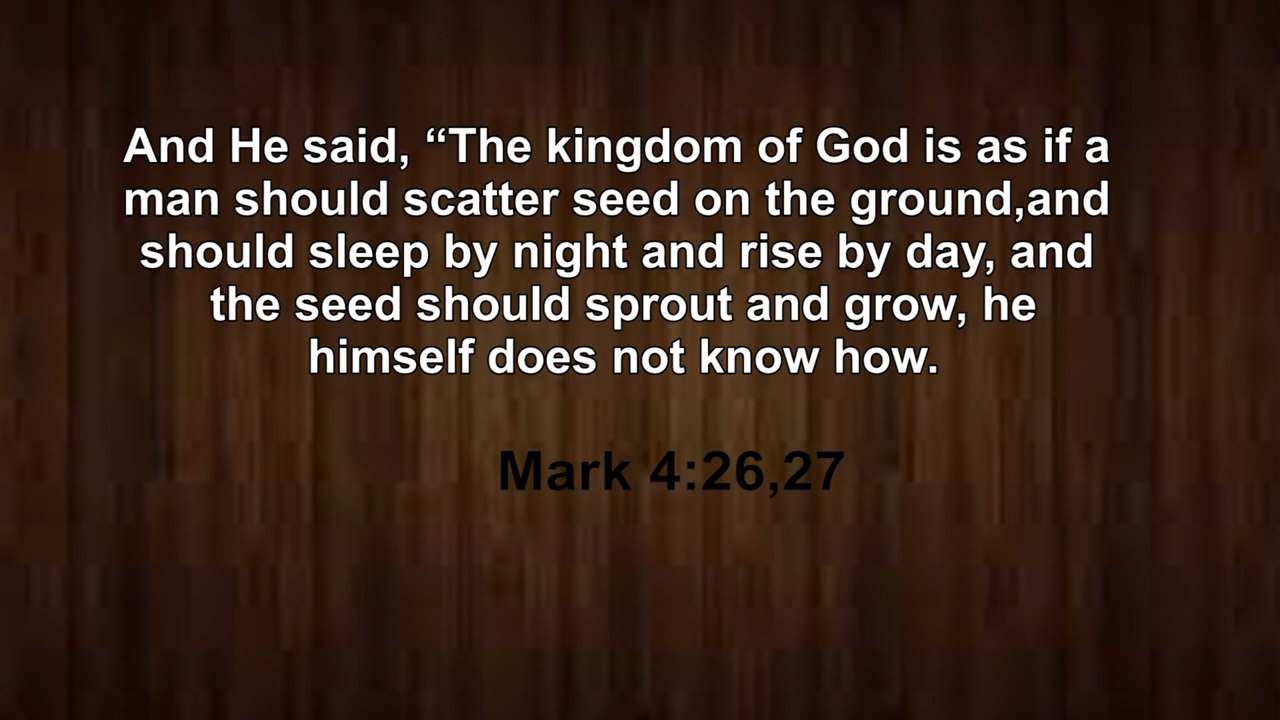 And He said, “The kingdom of God is as if a
man should scatter seed on the ground,and
should sleep by night and rise by day, and
the seed should sprout and grow, he
himself does not know how.
Mark 4:26,27